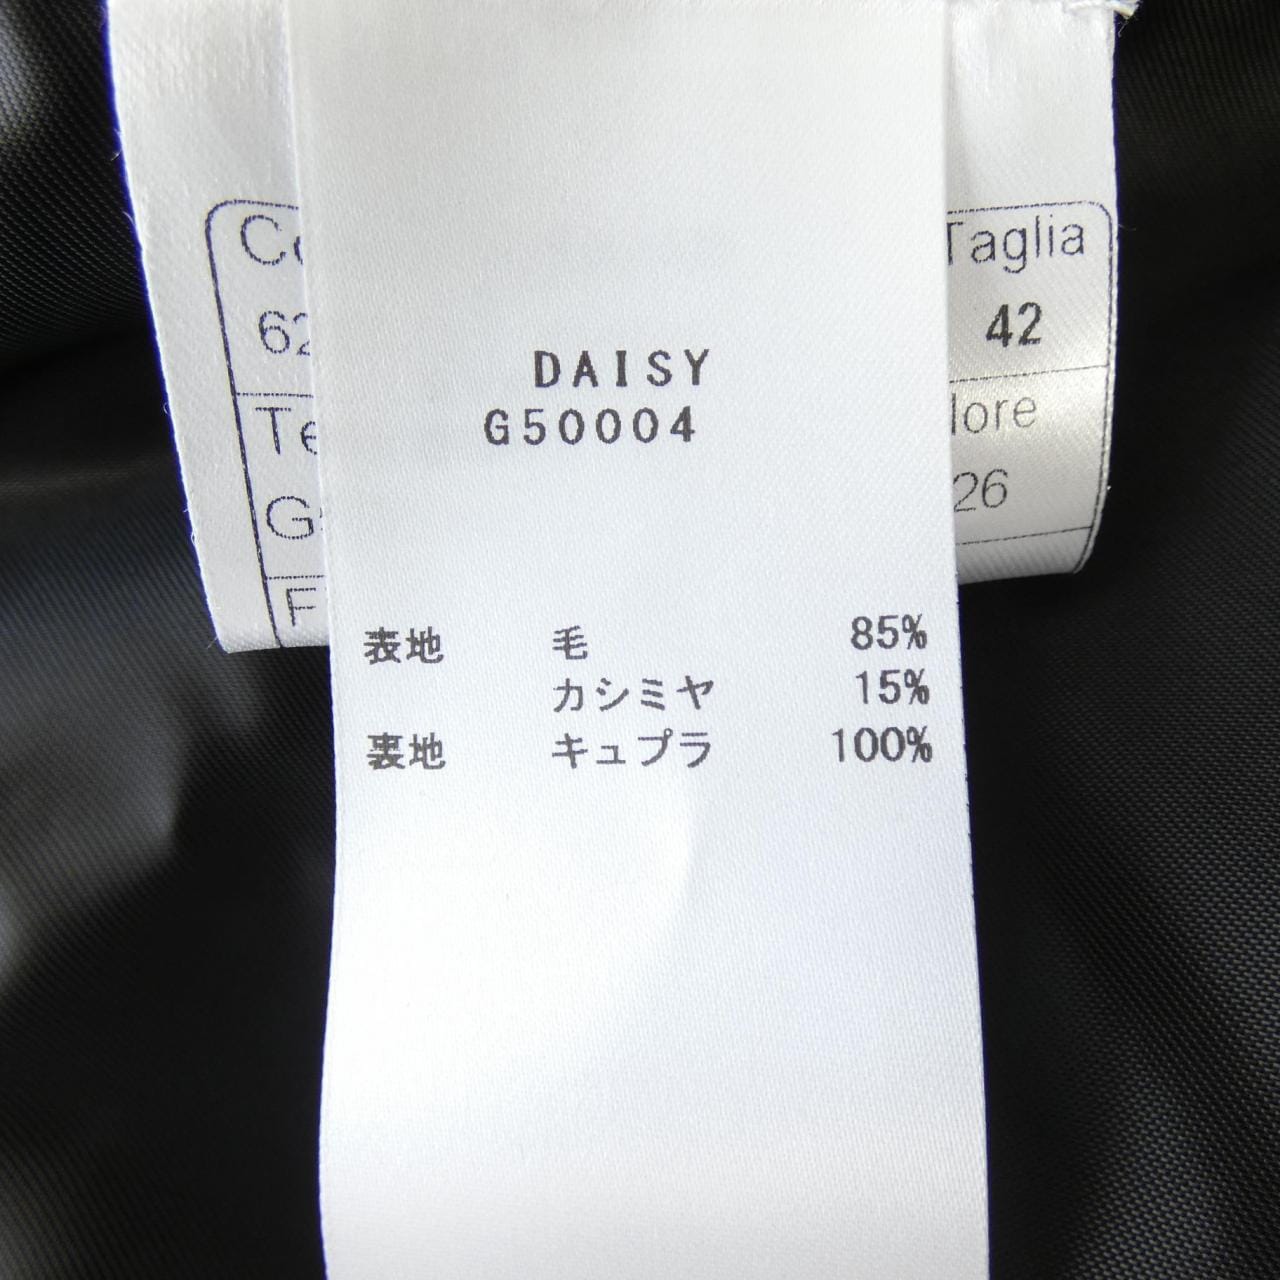 Taglia
62
42
DAISY
G50004
lore
26
表地 毛 85%
カシミヤ 15%
裏地 キュプラ 100%